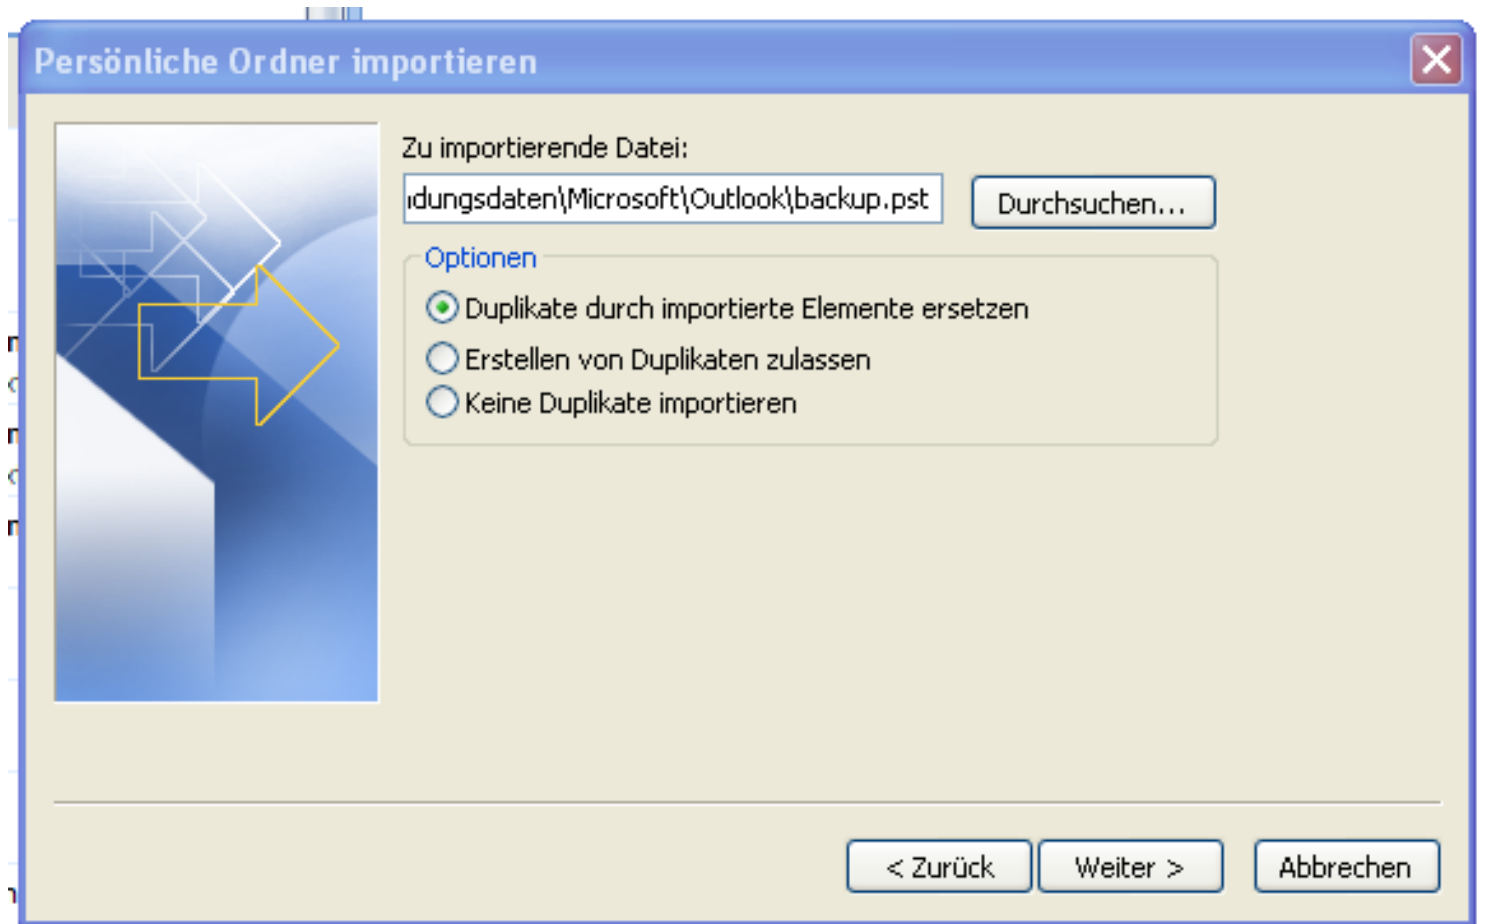 Persönliche Ordner importieren
Zu importierende Datei:
dungsdaten\Microsoft\Outlook\backup.pst
Durchsuchen...
Optionen
Duplikate durch importierte Elemente ersetzen
Erstellen von Duplikaten zulassen
Keine Duplikate importieren
< Zurück
Weiter >
Abbrechen